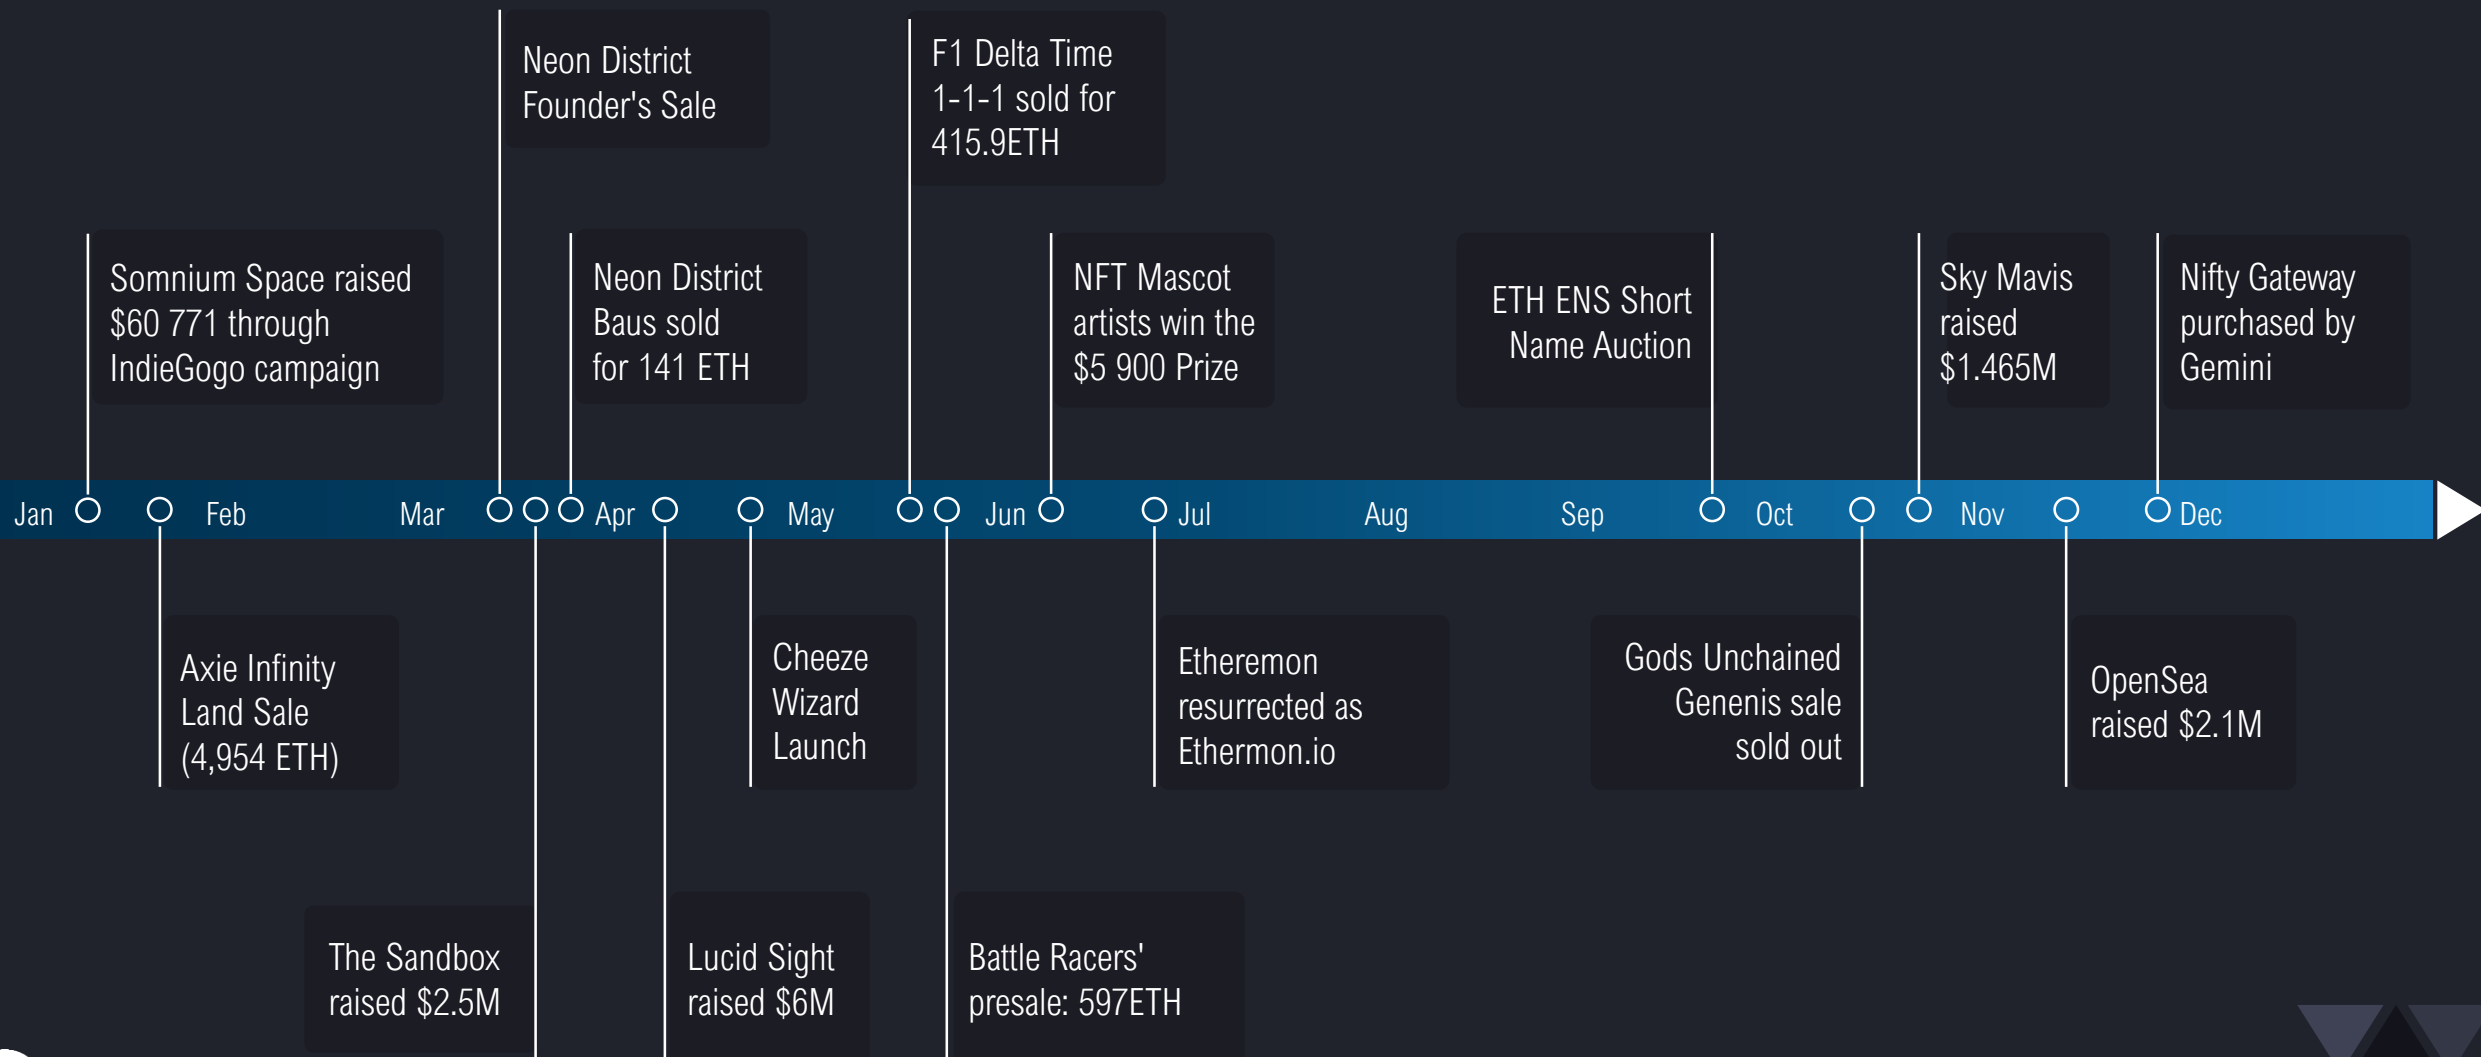 Neon District
Founder's Sale
F1 Delta Time
1-1-1 sold for
415.9ETH
Somnium Space raised
$60 771 through
IndieGogo campaign
Neon District
Baus sold
for 141 ETH
NFT Mascot
artists win the
$5 900 Prize
ETH ENS Short
Name Auction
Sky Mavis
raised
$1.465M
Nifty Gateway
purchased by
Gemini
Jan Feb Mar Apr May Jun Jul Aug Sep Oct Nov Dec
Axie Infinity
Land Sale
(4,954 ETH)
Cheeze
Wizard
Launch
Etheremon
resurrected as
Ethermon.io
Gods Unchained
Genenis sale
sold out
OpenSea
raised $2.1M
The Sandbox
raised $2.5M
Lucid Sight
raised $6M
Battle Racers'
presale: 597ETH